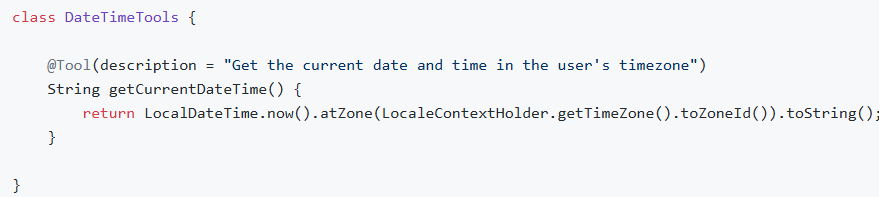 class DateTimeTools {
@Tool(description = "Get the current date and time in the user's timezone")
String getCurrentDateTime() {
return LocalDateTime.now().atZone(LocaleContextHolder.getTimeZone().toZoneId()).toString();
}
}